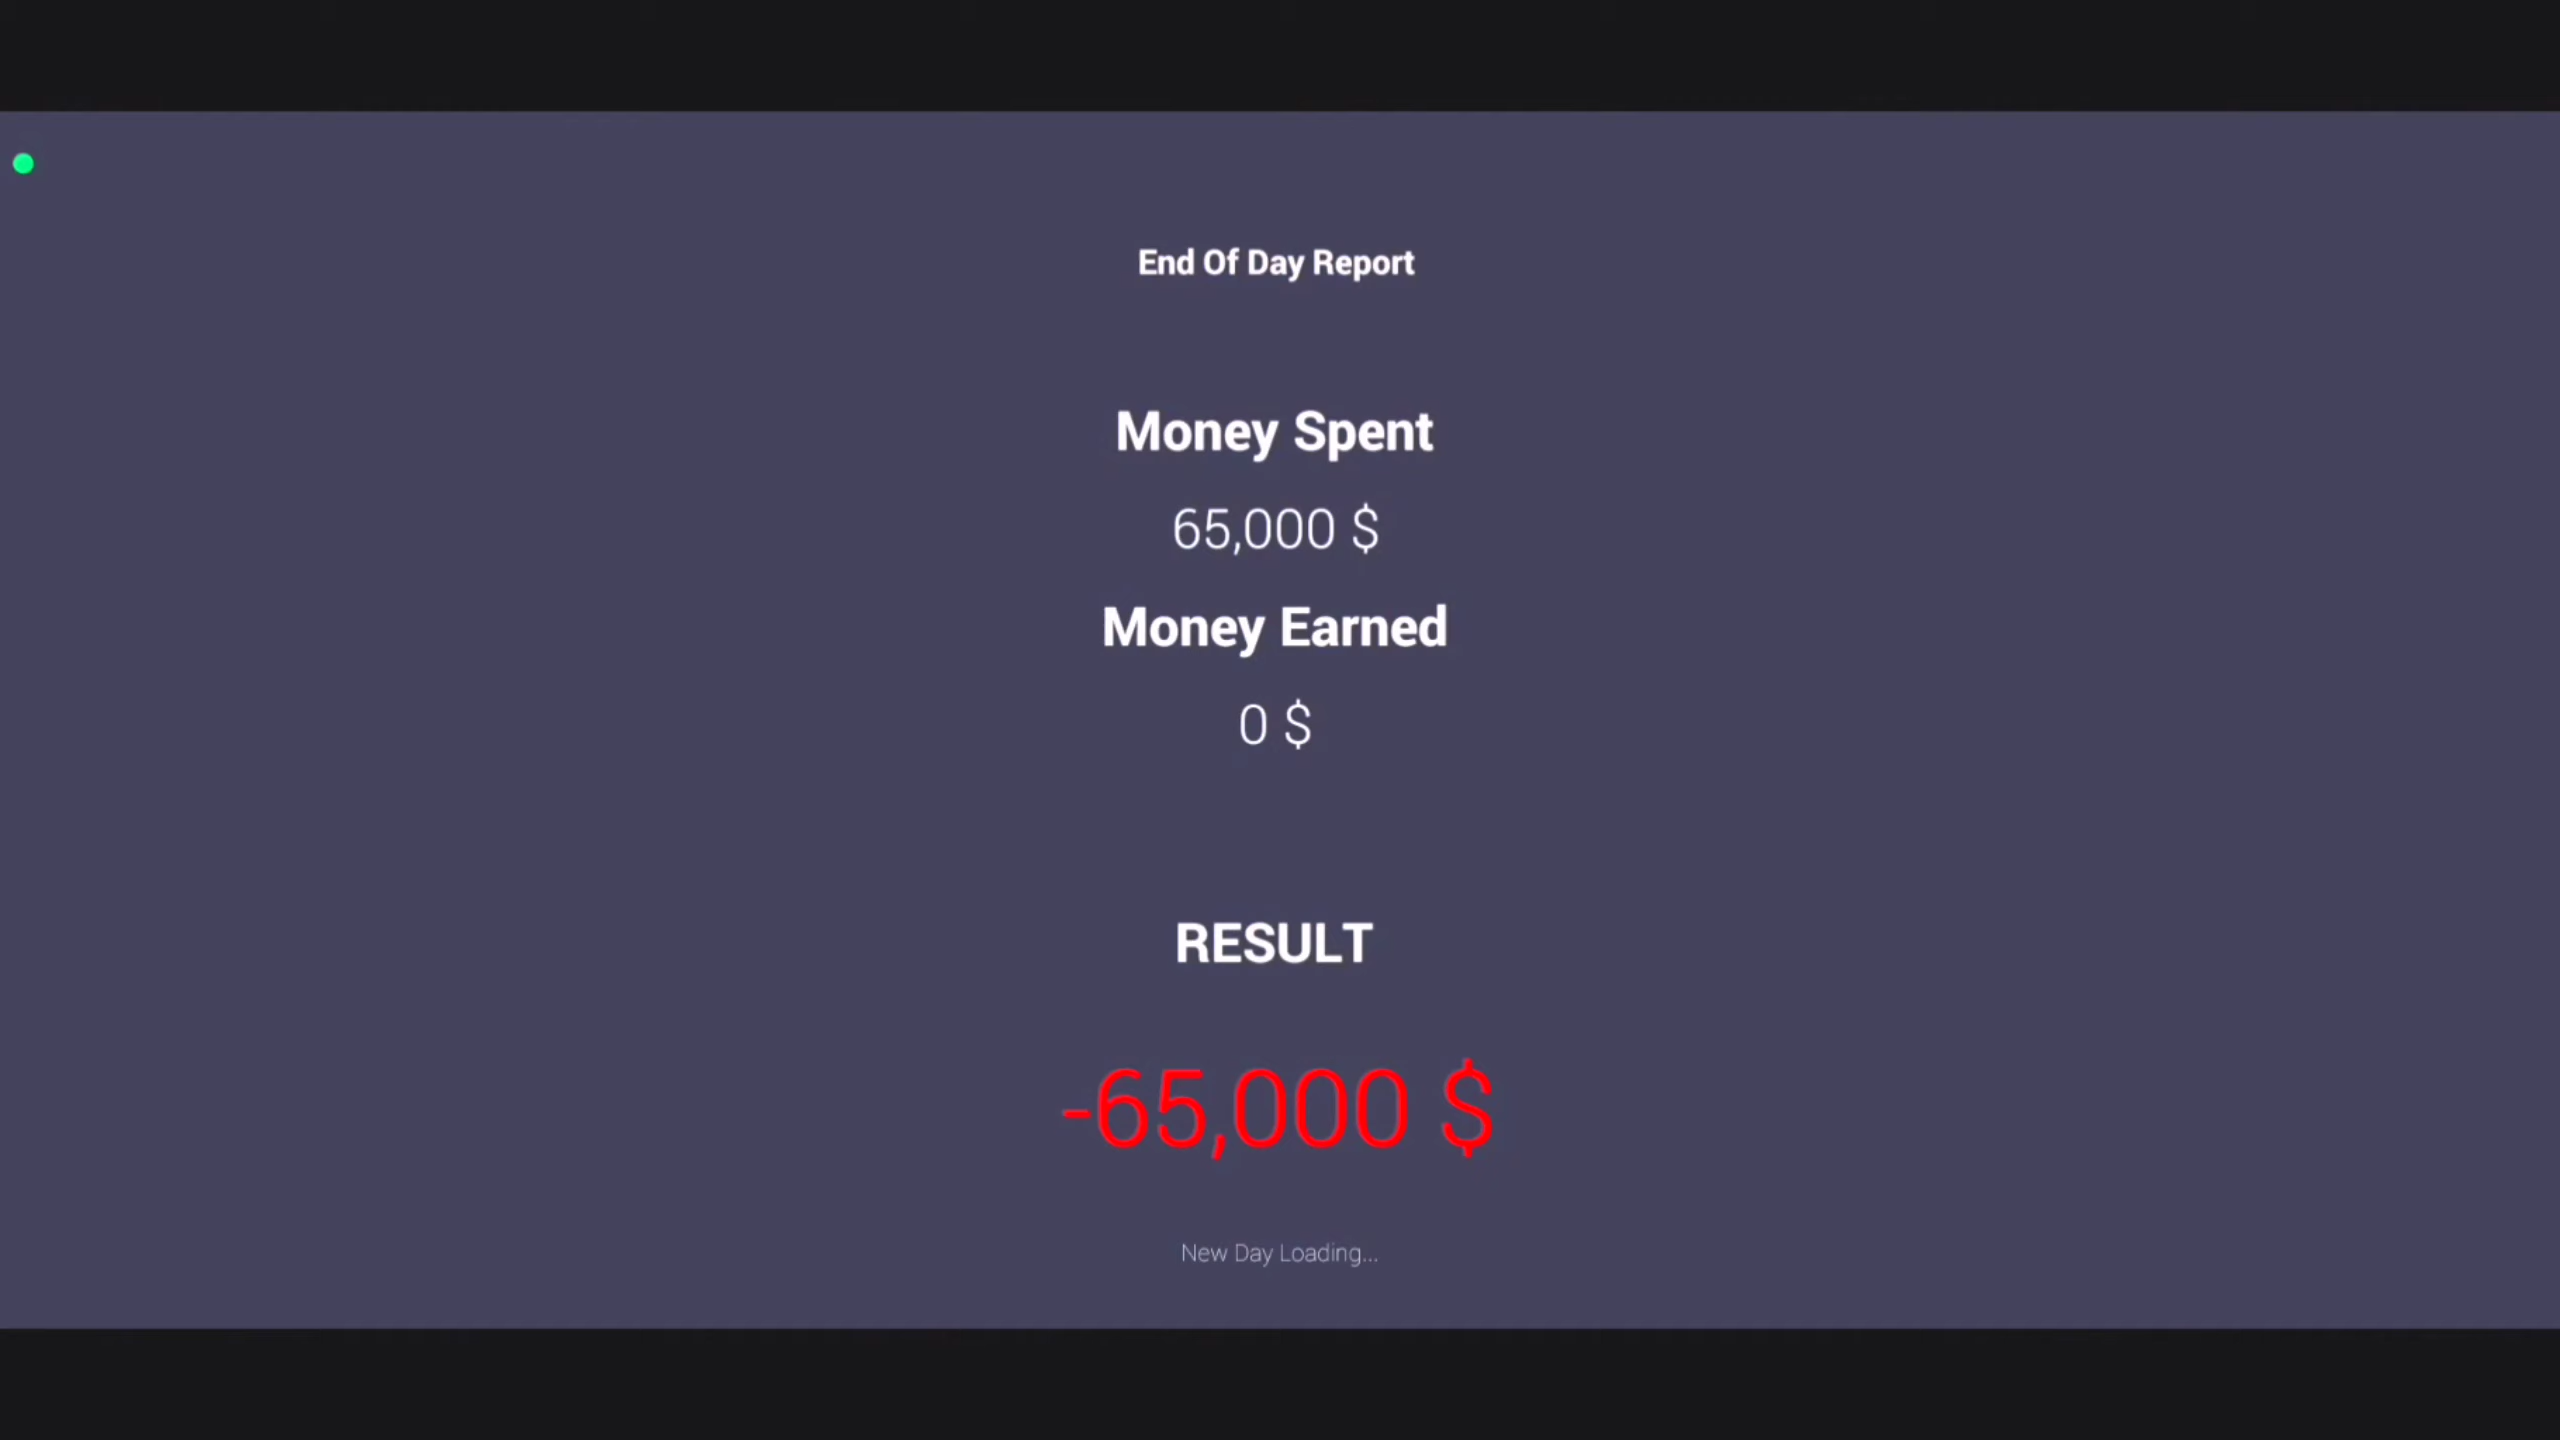 End Of Day Report
Money Spent
65,000 $
Money Earned
0 $
RESULT
-65,000 $
New Day Loading...